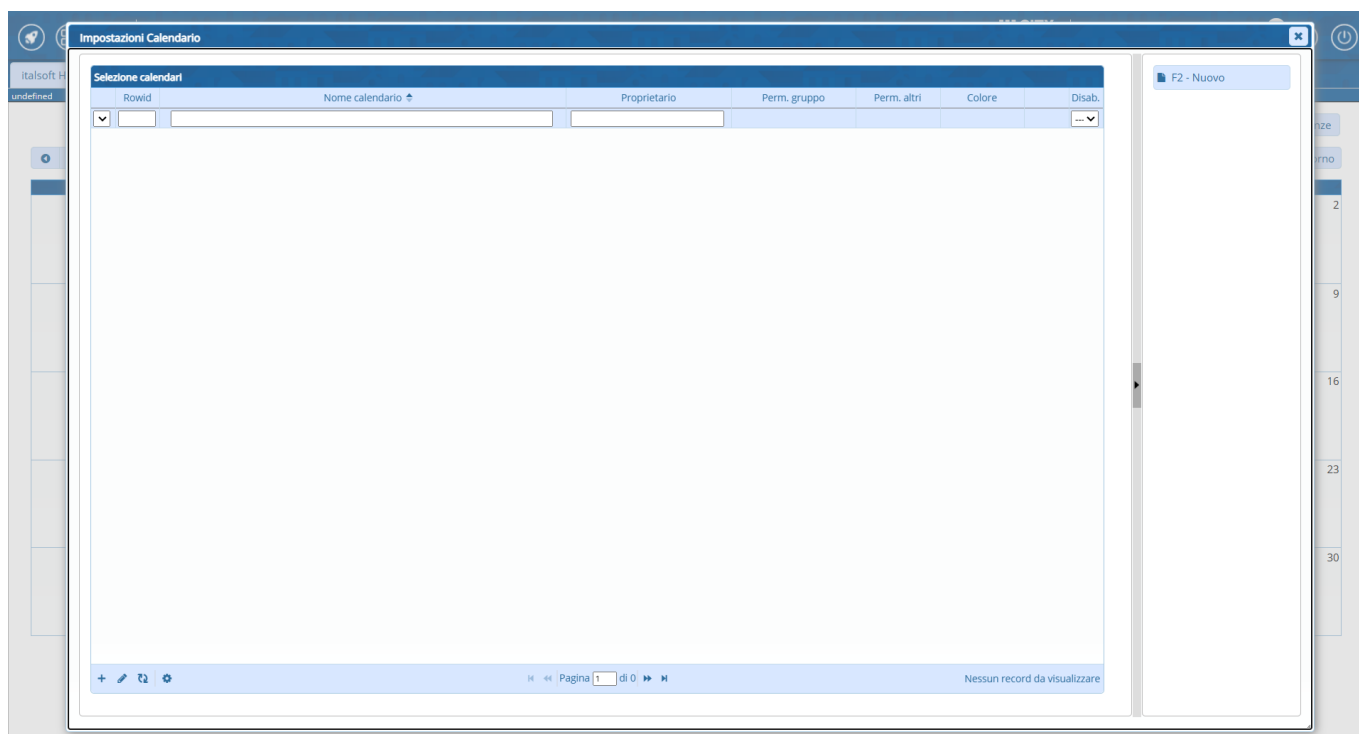 Impostazioni Calendario
italsoft H
undefined
Selezione calendari
F2 - Nuovo
Rowid Nome calendario Proprietario Perm. gruppo Perm. altri Colore Disab.
---
nze
rno
2
9
16
23
30
Pagina 1 di 0
Nessun record da visualizzare